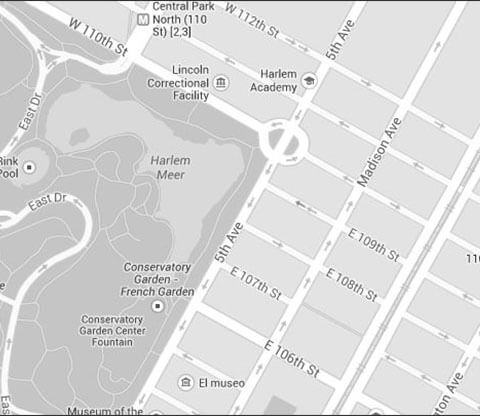 Central Park
North (110
St) [2,3]
W 112th St
5th Ave
W 110th St
Lincoln
Correctional
Facility
Harlem
Academy
East Dr
Madison Ave
Harlem
Meer
Rink
Pool
East Dr
5th Ave
E 109th St
110
E 108th St
E 107th St
Conservatory
Garden -
French Garden
Conservatory
Garden Center
Fountain
E 106th St
El museo
Museum of the